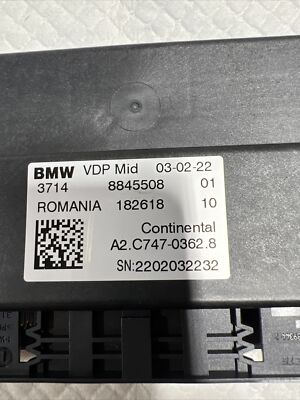 BMW VDP Mid 03-02-22
3714 8845508 01
ROMANIA 182618 10
Continental
A2.C747-0362.8
SN:2202032232